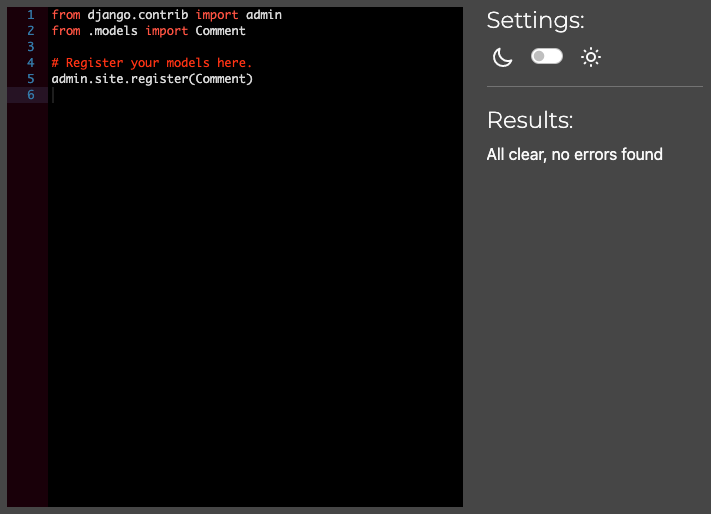 1 from django.contrib import admin
2 from .models import Comment
3
4 # Register your models here.
5 admin.site.register(Comment)
6
Settings:
Results:
All clear, no errors found